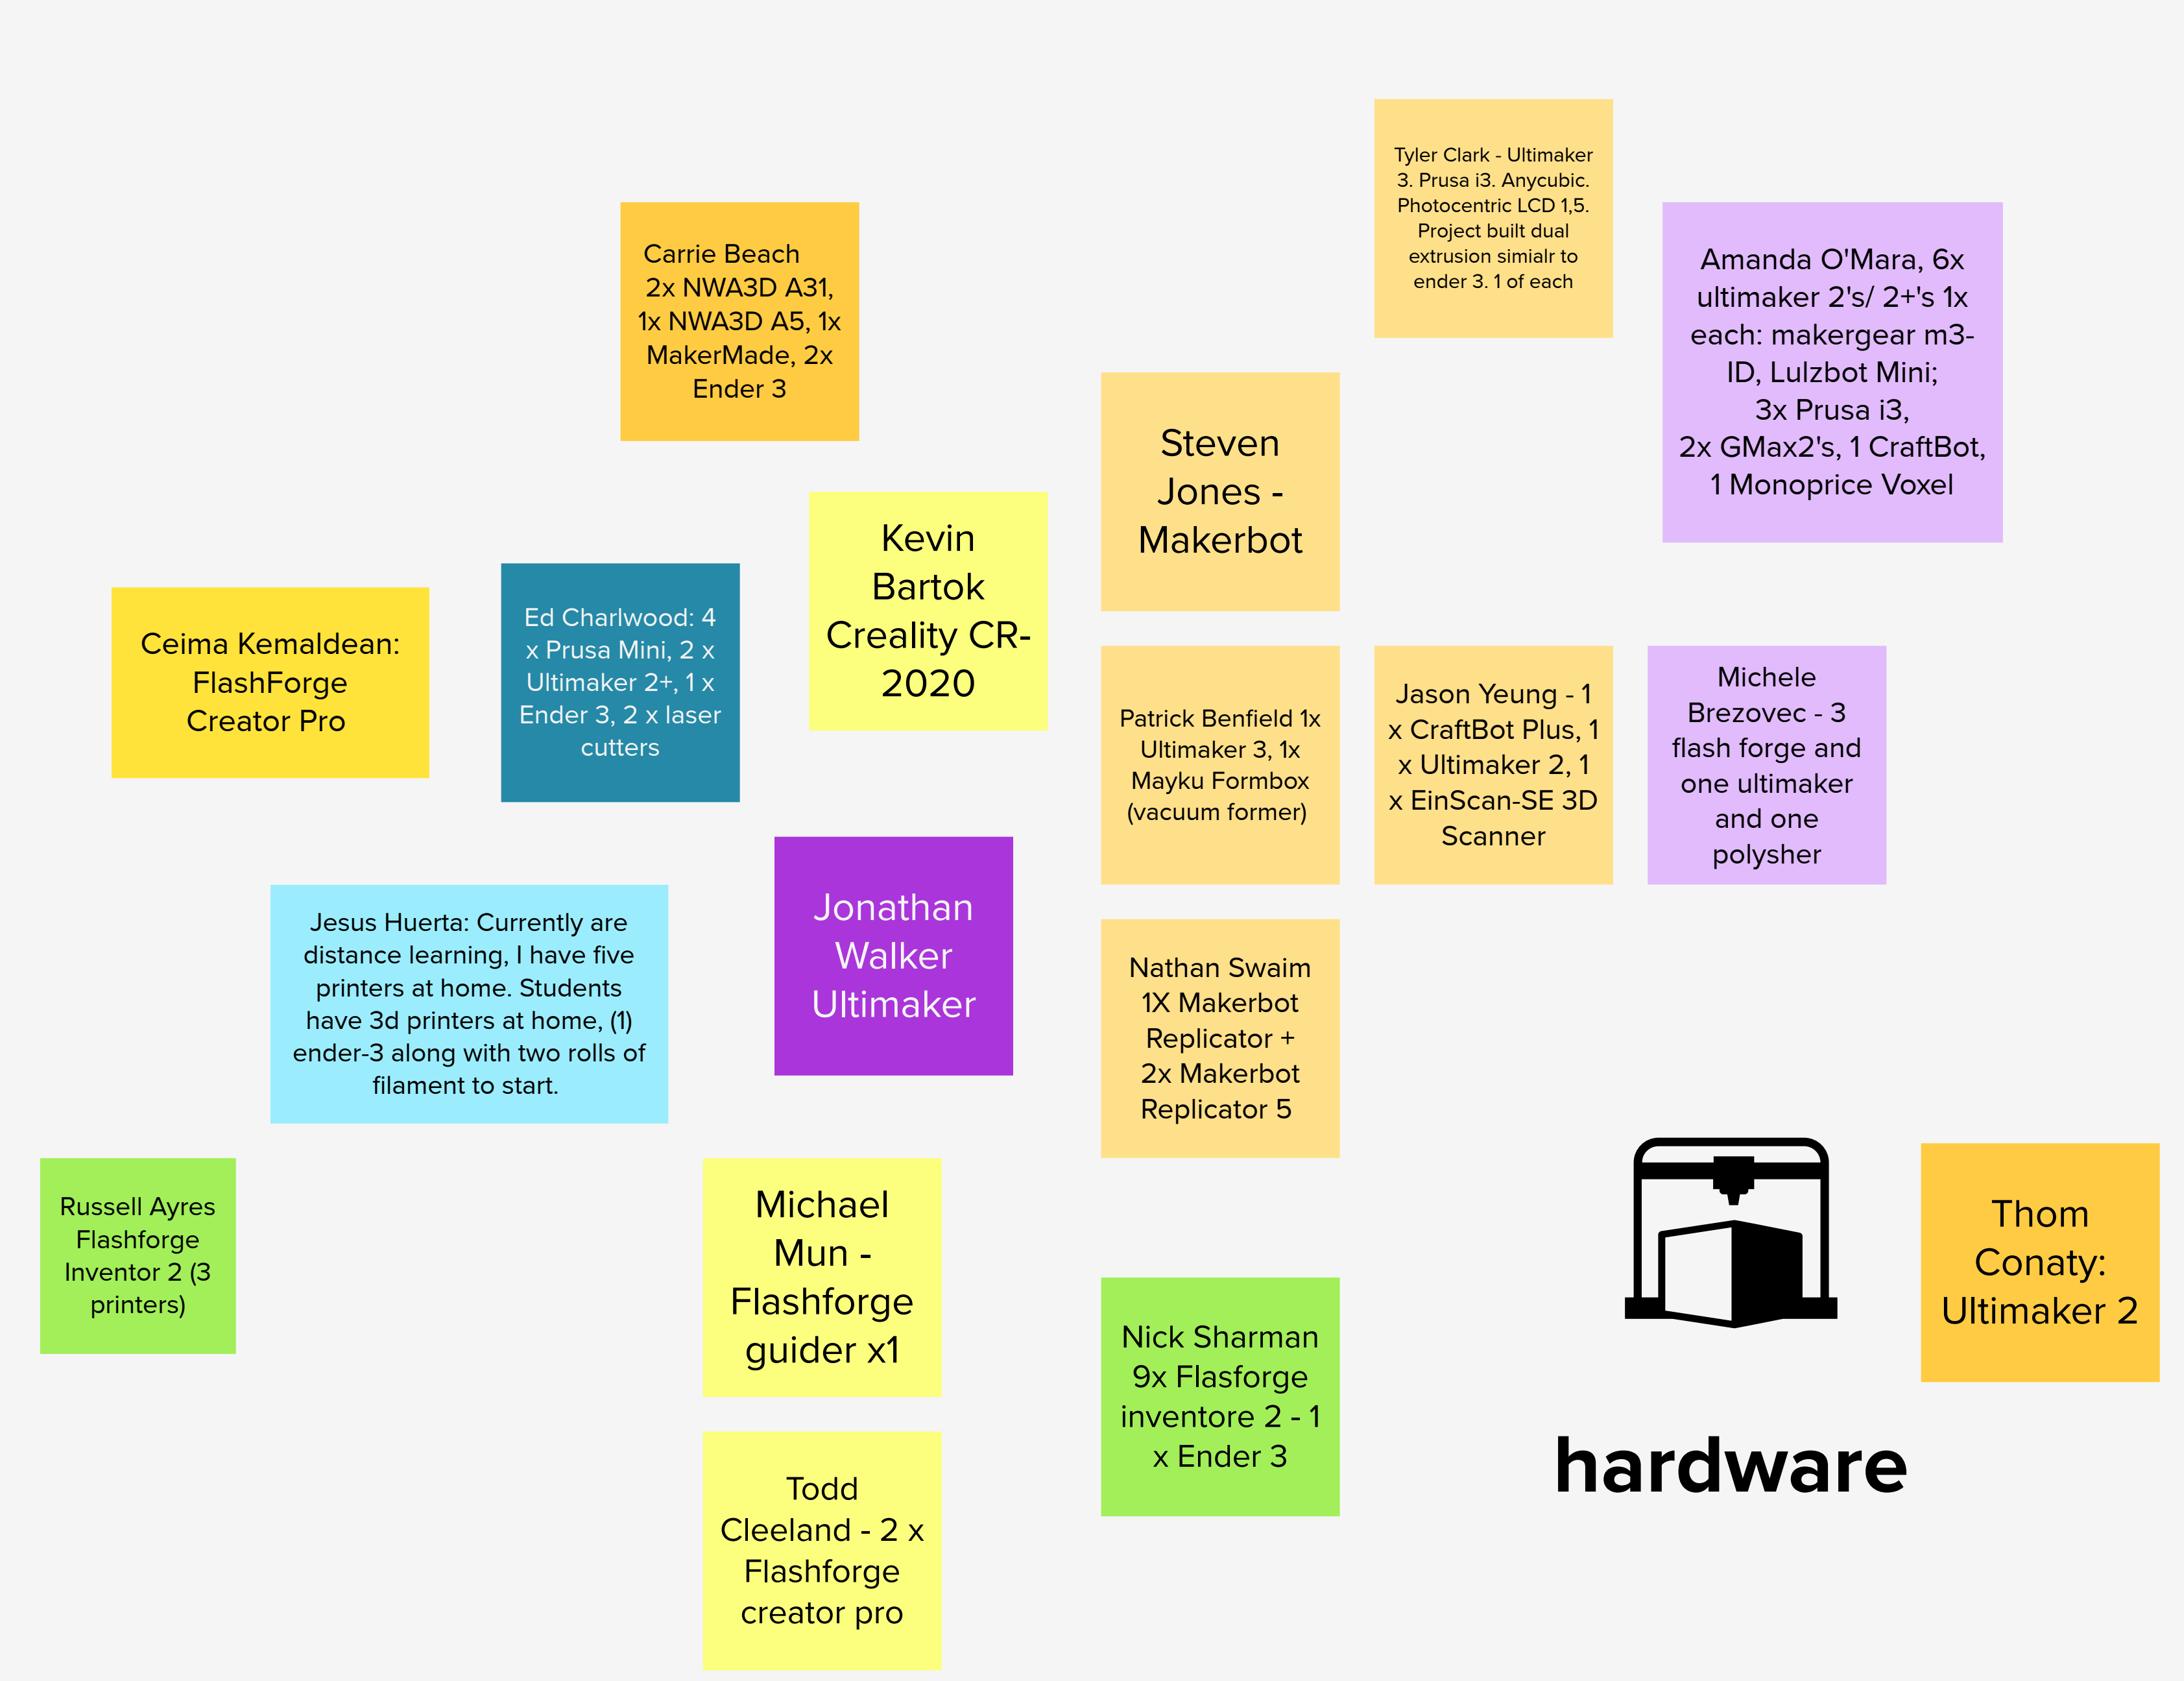 Tyler Clark - Ultimaker
3. Prusa i3. Anycubic.
Photocentric LCD 1,5.
Project built dual
extrusion simialr to
ender 3. 1 of each
Carrie Beach
2x NWA3D A31,
1x NWA3D A5, 1x
MakerMade, 2x
Ender 3
Amanda O'Mara, 6x
ultimaker 2's/ 2+'s 1x
each: makergear m3-
ID, Lulzbot Mini;
3x Prusa i3,
2x GMax2's, 1 CraftBot,
1 Monoprice Voxel
Steven
Jones -
Makerbot
Kevin
Bartok
Creality CR-
2020
Ceima Kemaldean:
FlashForge
Creator Pro
Ed Charlwood: 4
x Prusa Mini, 2 x
Ultimaker 2+, 1 x
Ender 3, 2 x laser
cutters
Patrick Benfield 1x
Ultimaker 3, 1x
Mayku Formbox
(vacuum former)
Jason Yeung - 1
x CraftBot Plus, 1
x Ultimaker 2, 1
x EinScan-SE 3D
Scanner
Michele
Brezovec - 3
flash forge and
one ultimaker
and one
polysher
Jesus Huerta: Currently are
distance learning, I have five
printers at home. Students
have 3d printers at home, (1)
ender-3 along with two rolls of
filament to start.
Jonathan
Walker
Ultimaker
Nathan Swaim
1X Makerbot
Replicator +
2x Makerbot
Replicator 5
Russell Ayres
Flashforge
Inventor 2 (3
printers)
Michael
Mun -
Flashforge
guider x1
Nick Sharman
9x Flasforge
inventore 2 - 1
x Ender 3
Thom
Conaty:
Ultimaker 2
hardware
Todd
Cleeland - 2 x
Flashforge
creator pro